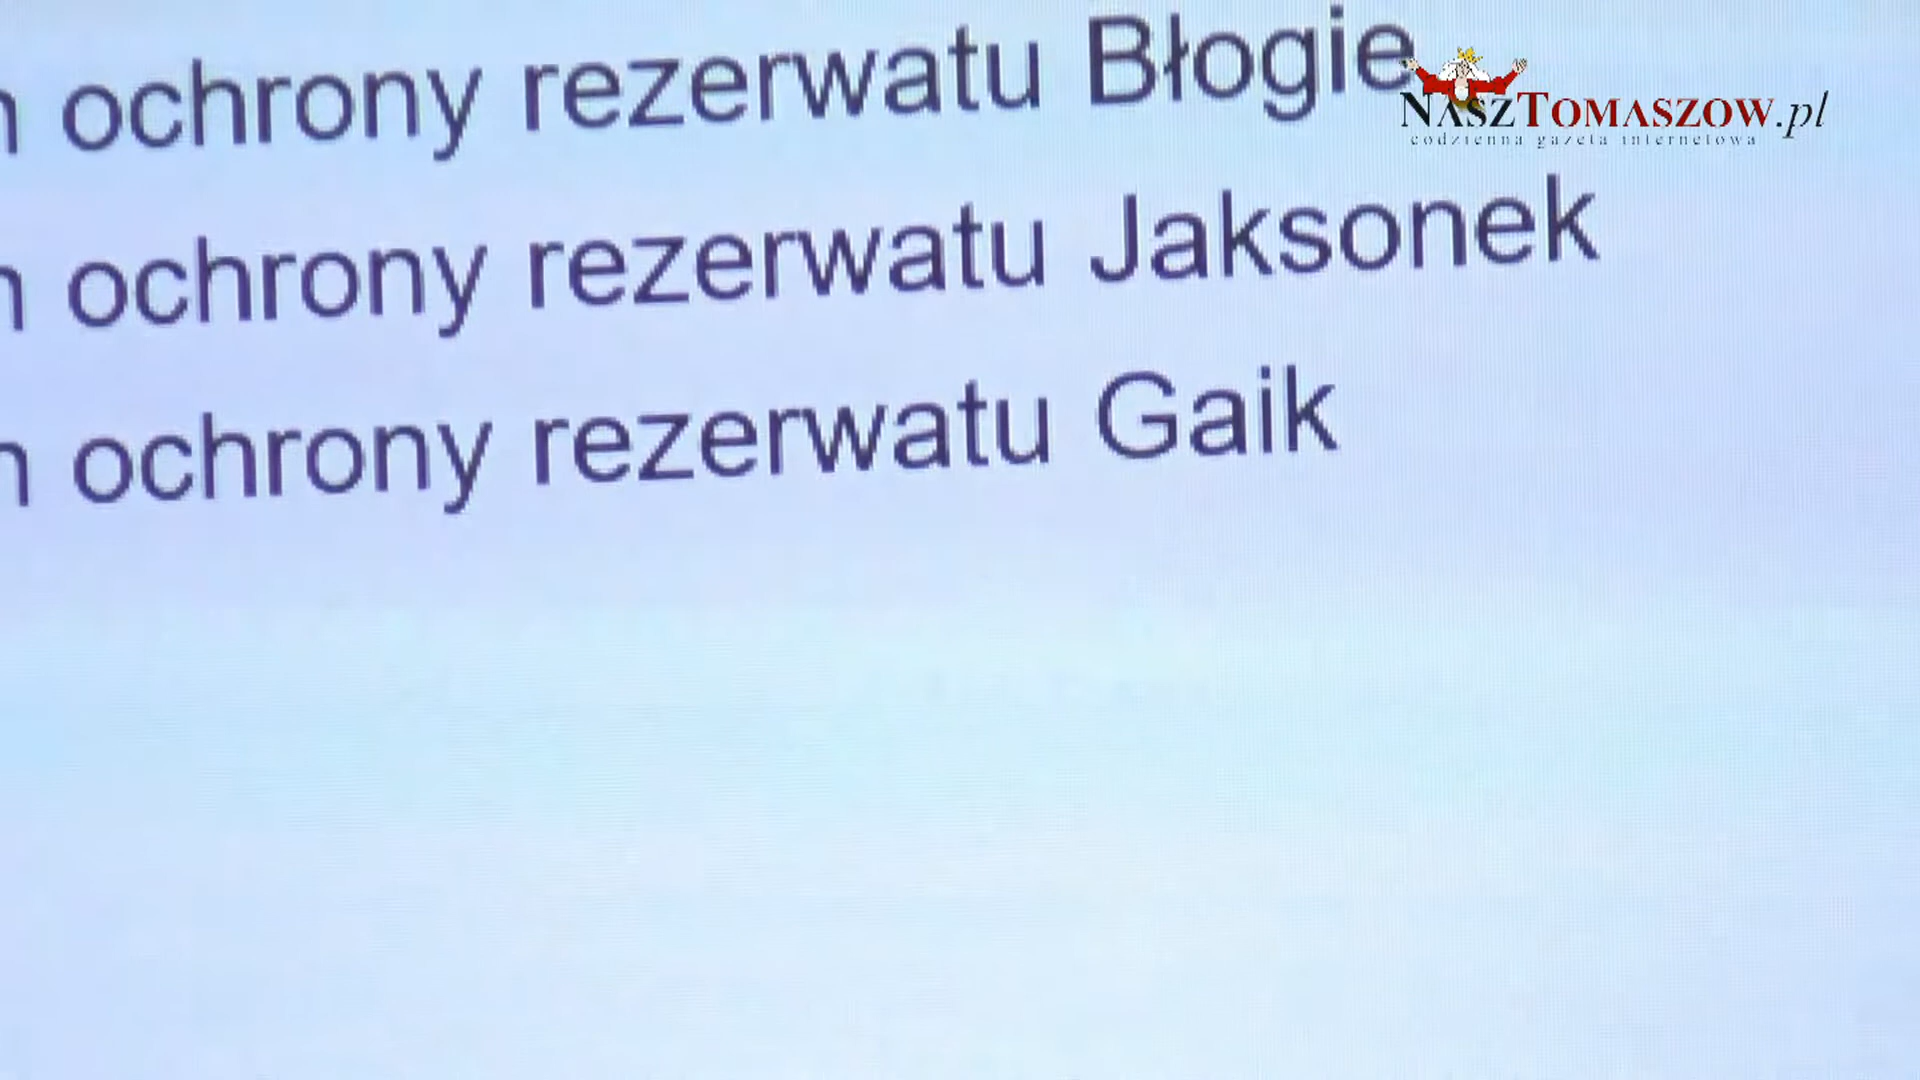 n ochrony rezerwatu Błogie
n ochrony rezerwatu Jaksonek
n ochrony rezerwatu Gaik
NASZTOMASZOW.pl
codzienna gazeta internetowa